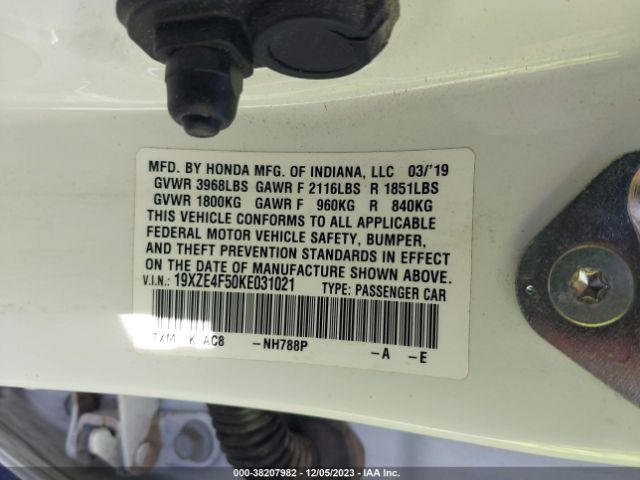 MFD. BY HONDA MFG. OF INDIANA, LLC 03/'19
GVWR 3968LBS GAWR F 2116LBS R 1851LBS
GVWR 1800KG GAWR F 960KG R 840KG
THIS VEHICLE CONFORMS TO ALL APPLICABLE
FEDERAL MOTOR VEHICLE SAFETY, BUMPER,
AND THEFT PREVENTION STANDARDS IN EFFECT
ON THE DATE OF MANUFACTURE SHOWN ABOVE.
V.I.N.: 19XZE4F50KE031021 TYPE: PASSENGER CAR
TXM K AC8 -NH788P -A -E
000-38207982 - 12/05/2023 - IAA Inc.